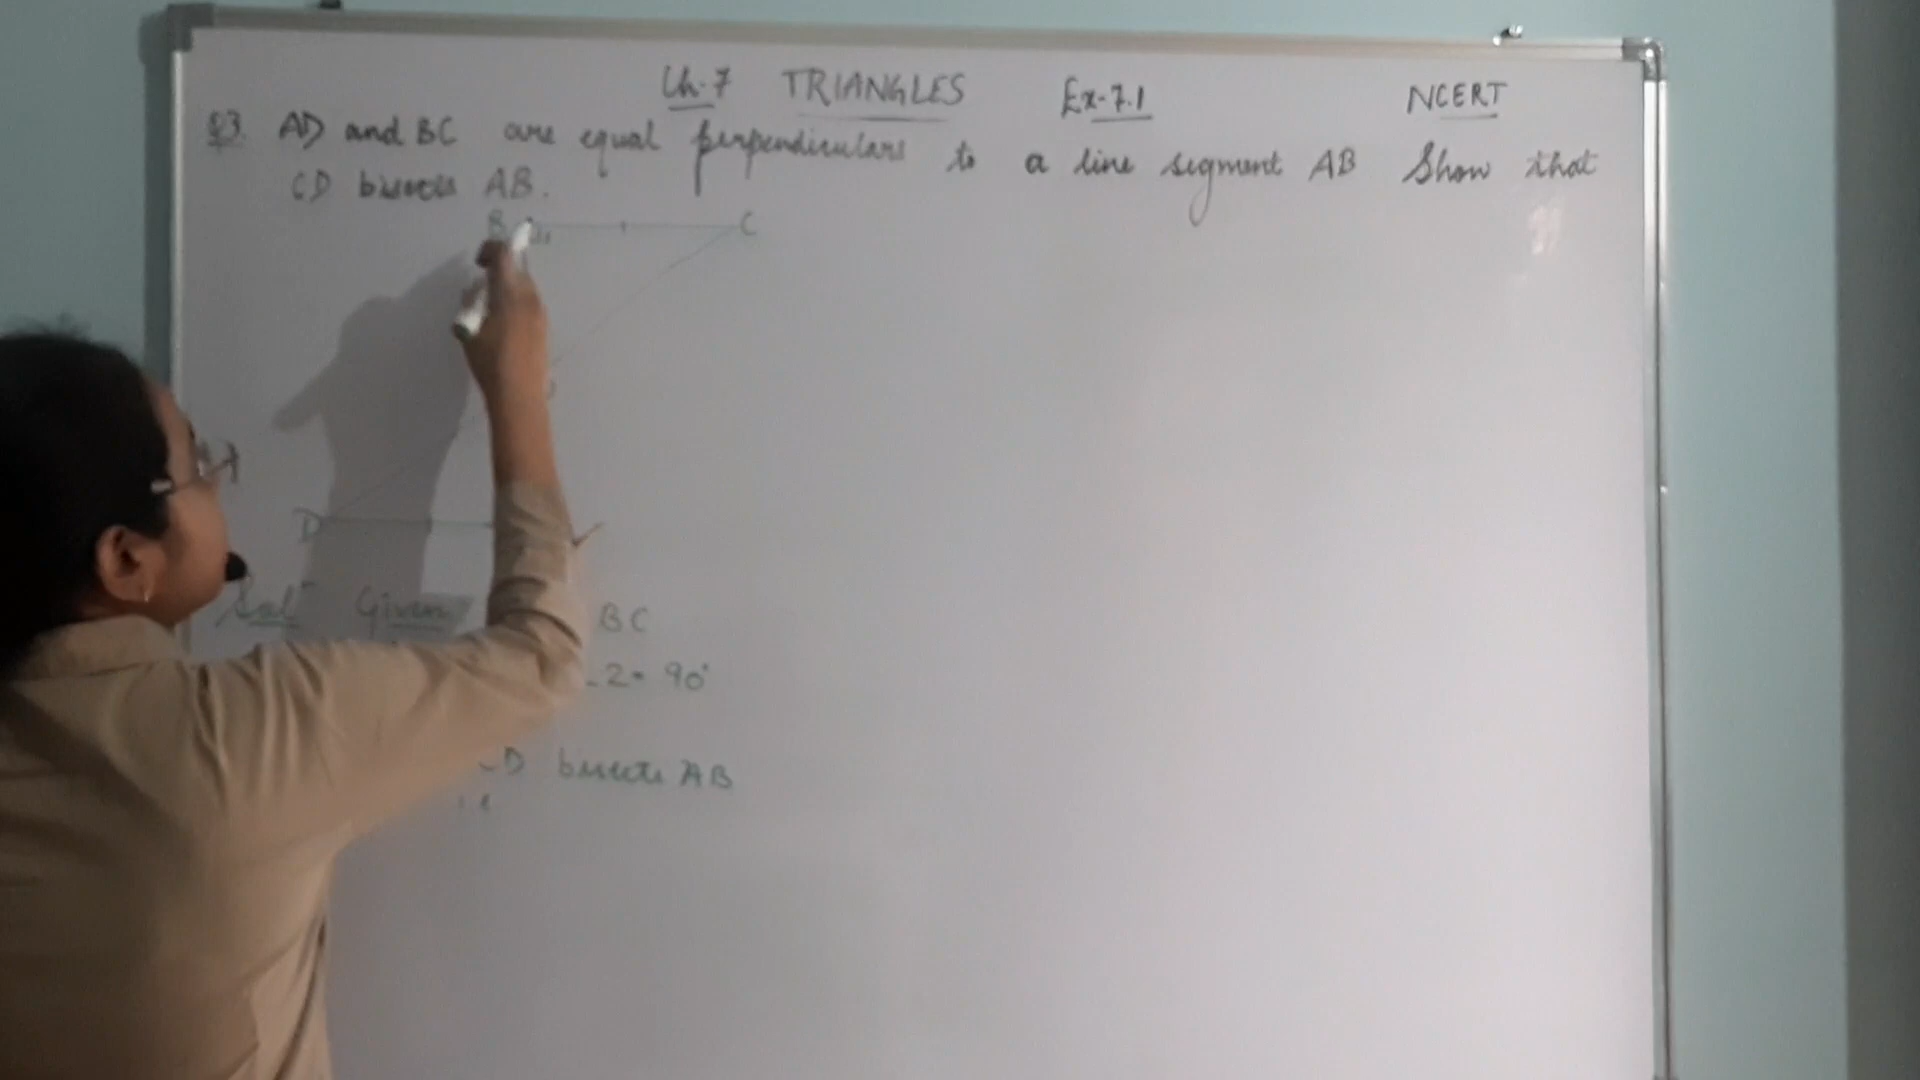 Ch-7 TRIANGLES Ex-7.1 NCERT
Q3. AD and BC are equal perpendiculars to a line segment AB Show that
CD bisects AB.
B C
D
Sol Given BC
2 = 90°
D bisects AB